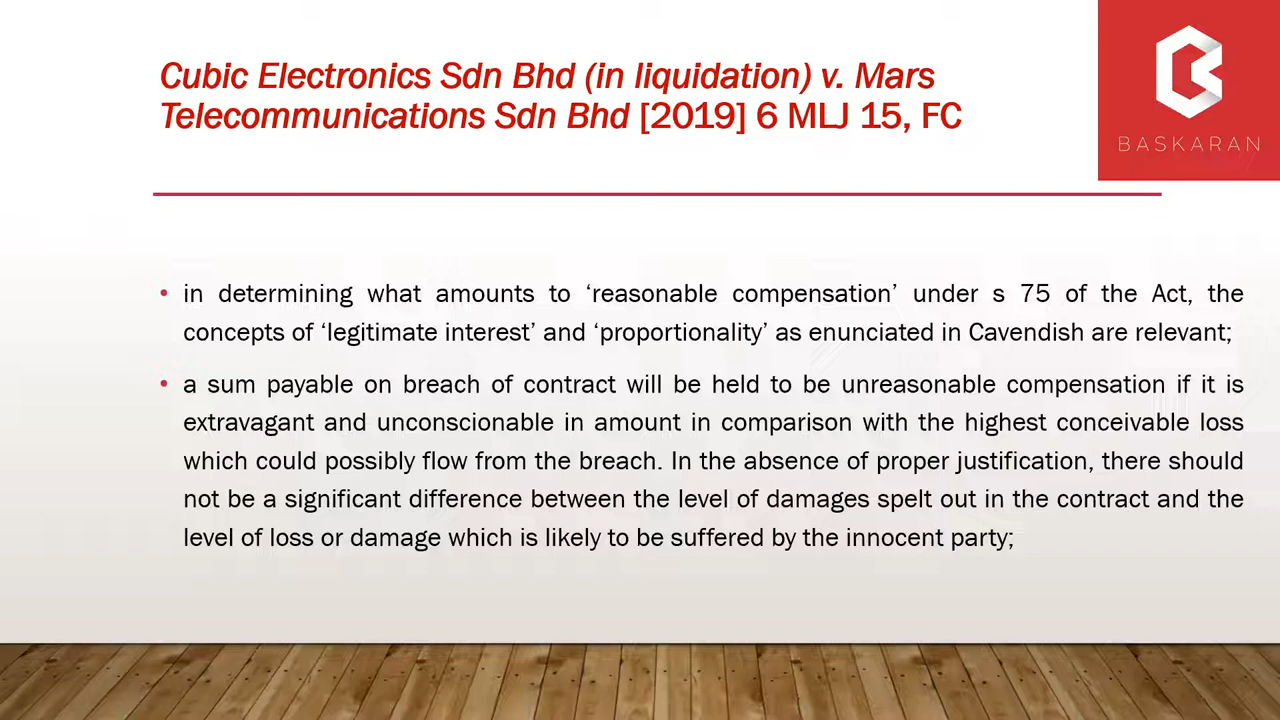 Cubic Electronics Sdn Bhd (in liquidation) v. Mars
Telecommunications Sdn Bhd [2019] 6 MLJ 15, FC
BASKARAN
• in determining what amounts to ‘reasonable compensation’ under s 75 of the Act, the
concepts of ‘legitimate interest’ and ‘proportionality’ as enunciated in Cavendish are relevant;
• a sum payable on breach of contract will be held to be unreasonable compensation if it is
extravagant and unconscionable in amount in comparison with the highest conceivable loss
which could possibly flow from the breach. In the absence of proper justification, there should
not be a significant difference between the level of damages spelt out in the contract and the
level of loss or damage which is likely to be suffered by the innocent party;